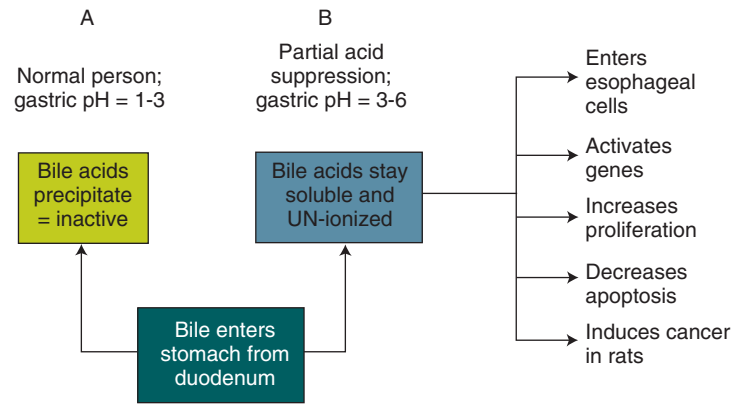 A
B
Normal person;
gastric pH = 1-3
Partial acid
suppression;
gastric pH = 3-6
Bile acids
precipitate
= inactive
Bile acids stay
soluble and
UN-ionized
Bile enters
stomach from
duodenum
Enters
esophageal
cells
Activates
genes
Increases
proliferation
Decreases
apoptosis
Induces cancer
in rats